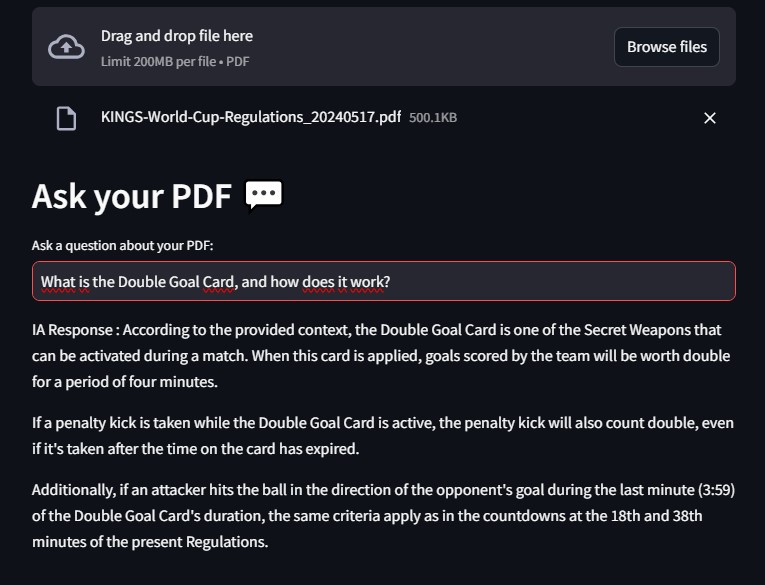 Drag and drop file here
Limit 200MB per file • PDF
Browse files
KINGS-World-Cup-Regulations_20240517.pdf 500.1KB
Ask your PDF
Ask a question about your PDF:
What is the Double Goal Card, and how does it work?
IA Response : According to the provided context, the Double Goal Card is one of the Secret Weapons that
can be activated during a match. When this card is applied, goals scored by the team will be worth double
for a period of four minutes.
If a penalty kick is taken while the Double Goal Card is active, the penalty kick will also count double, even
if it's taken after the time on the card has expired.
Additionally, if an attacker hits the ball in the direction of the opponent's goal during the last minute (3:59)
of the Double Goal Card's duration, the same criteria apply as in the countdowns at the 18th and 38th
minutes of the present Regulations.